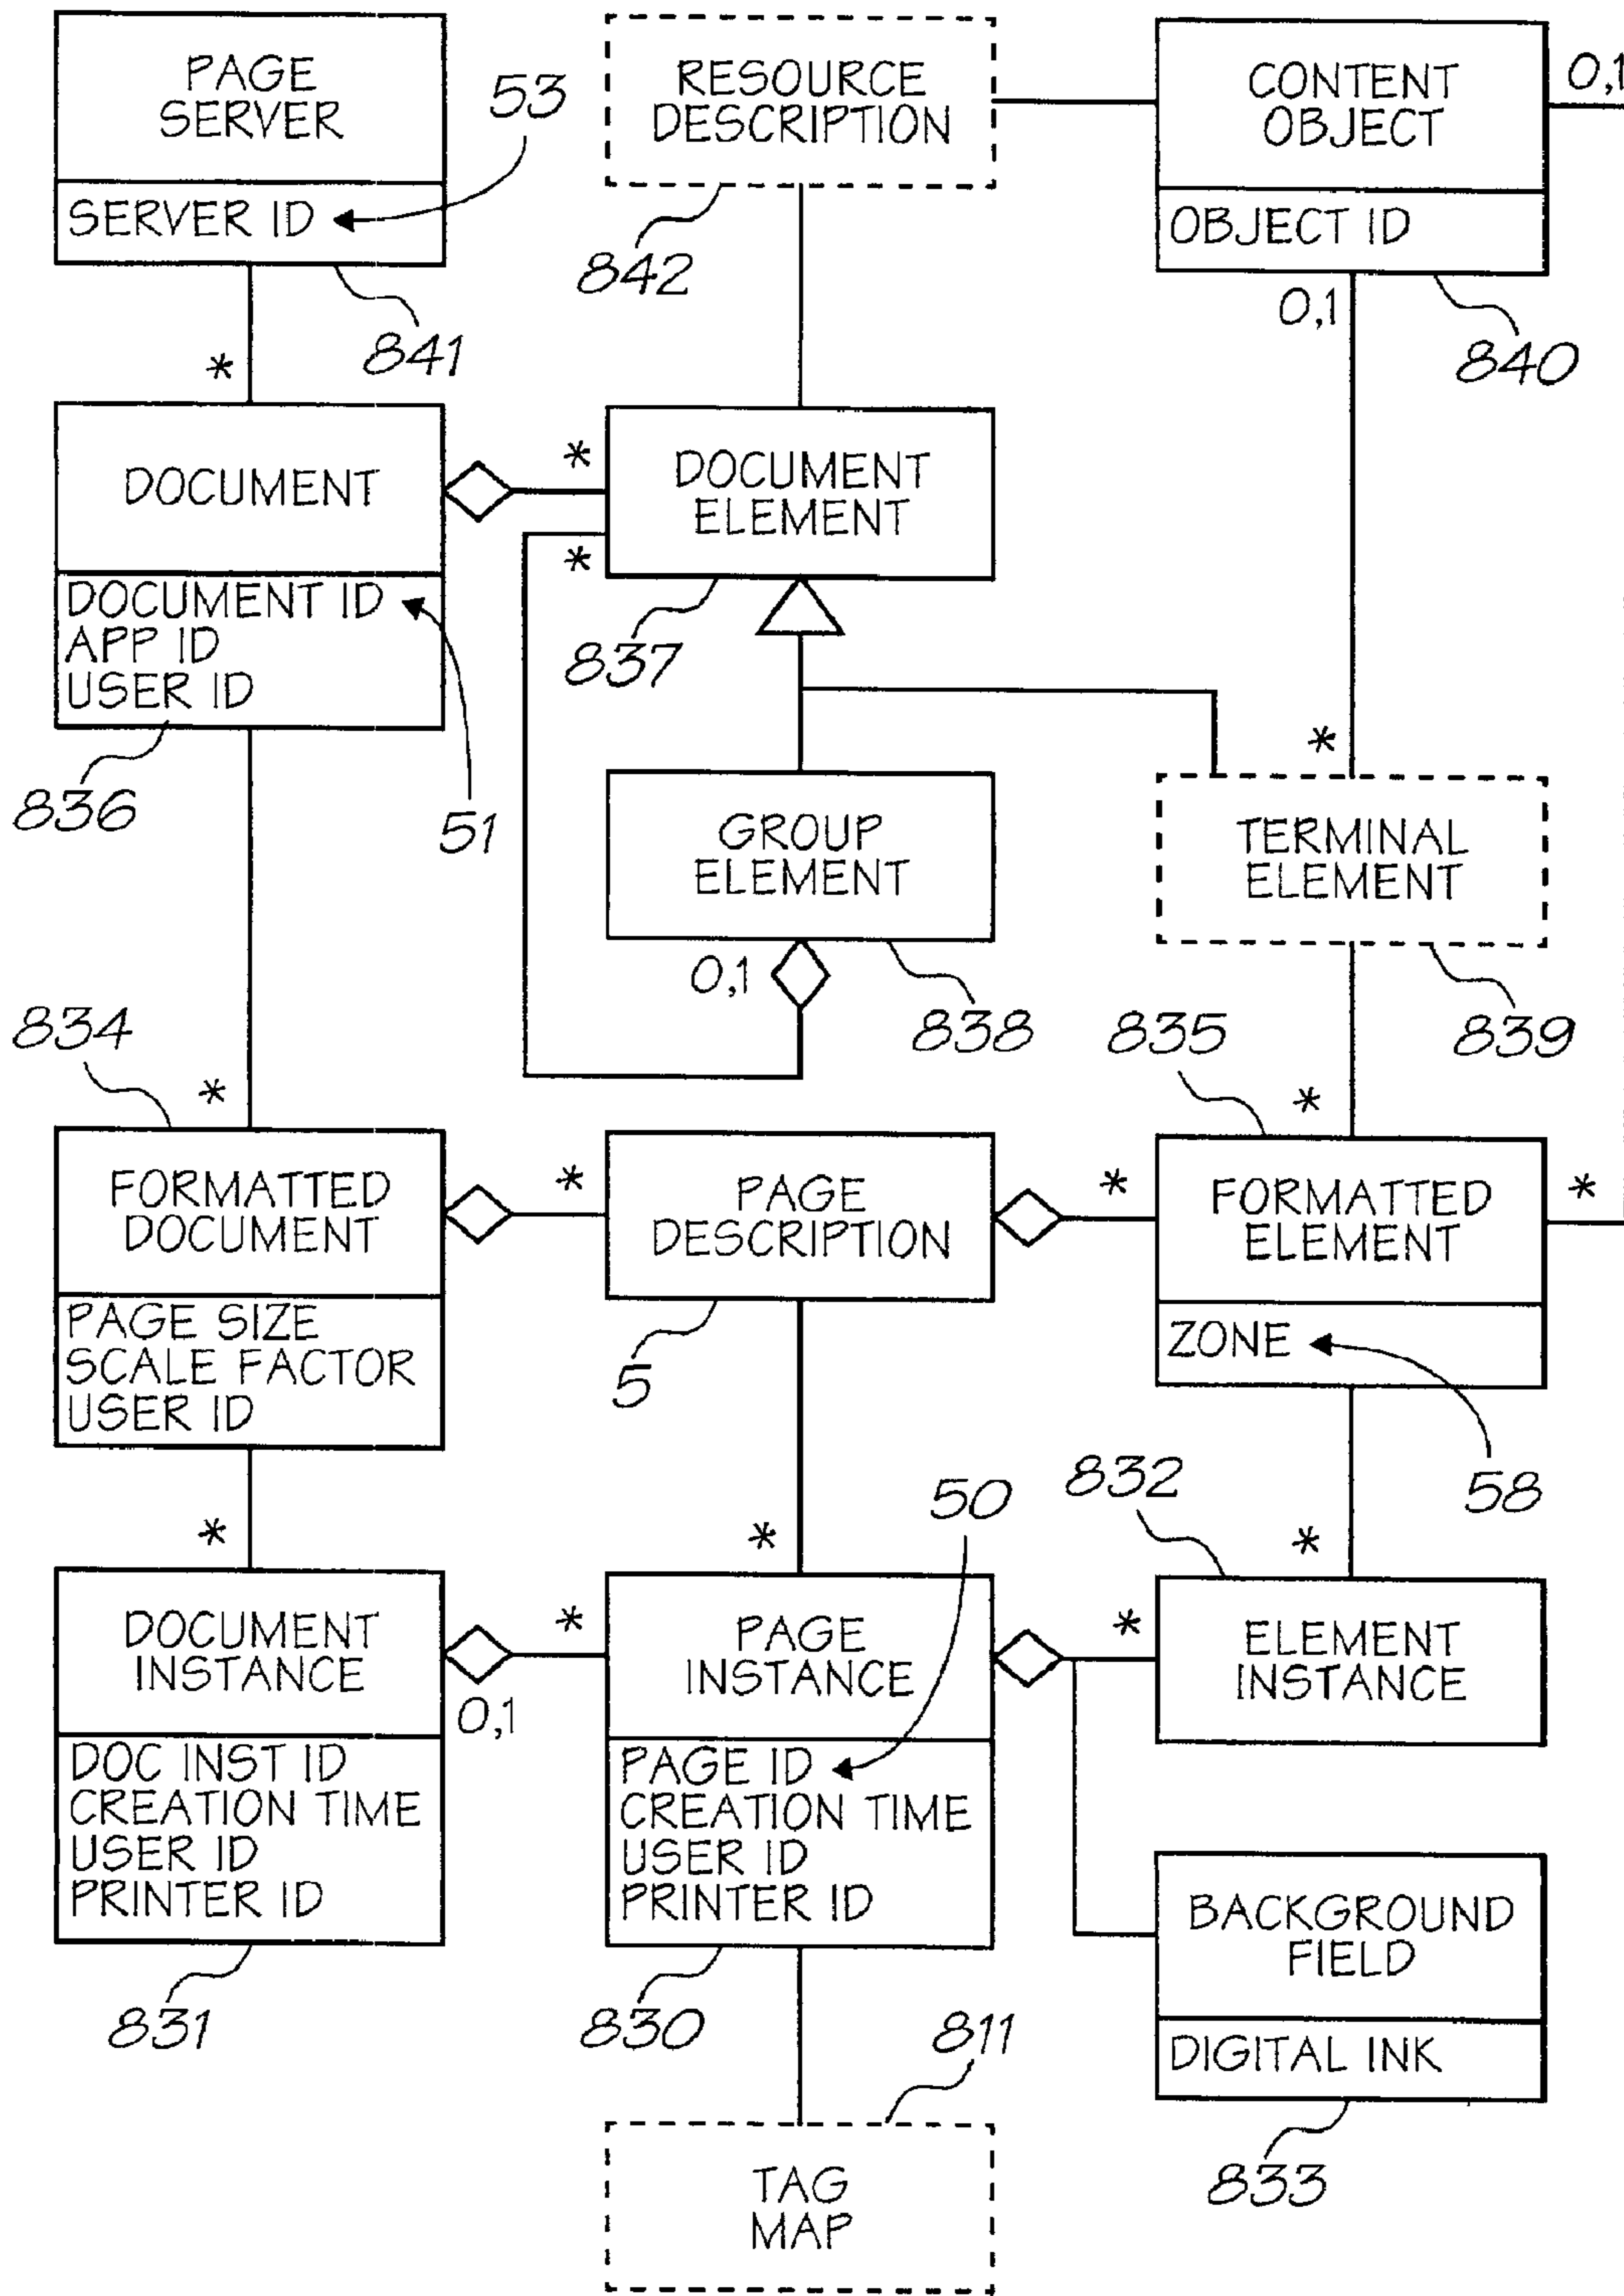 PAGE
SERVER
SERVER ID
53
841
RESOURCE
DESCRIPTION
842
CONTENT
OBJECT
OBJECT ID
0,1
0,1
840
*
DOCUMENT
DOCUMENT ID
APP ID
USER ID
836
51
*
*
DOCUMENT
ELEMENT
837
GROUP
ELEMENT
0,1
838
*
TERMINAL
ELEMENT
839
834
*
FORMATTED
DOCUMENT
PAGE SIZE
SCALE FACTOR
USER ID
*
PAGE
DESCRIPTION
5
835
*
*
FORMATTED
ELEMENT
*
ZONE
58
*
DOCUMENT
INSTANCE
0,1
DOC INST ID
CREATION TIME
USER ID
PRINTER ID
831
*
*
50
PAGE
INSTANCE
PAGE ID
CREATION TIME
USER ID
PRINTER ID
830
832
*
*
ELEMENT
INSTANCE
BACKGROUND
FIELD
DIGITAL INK
833
811
TAG
MAP